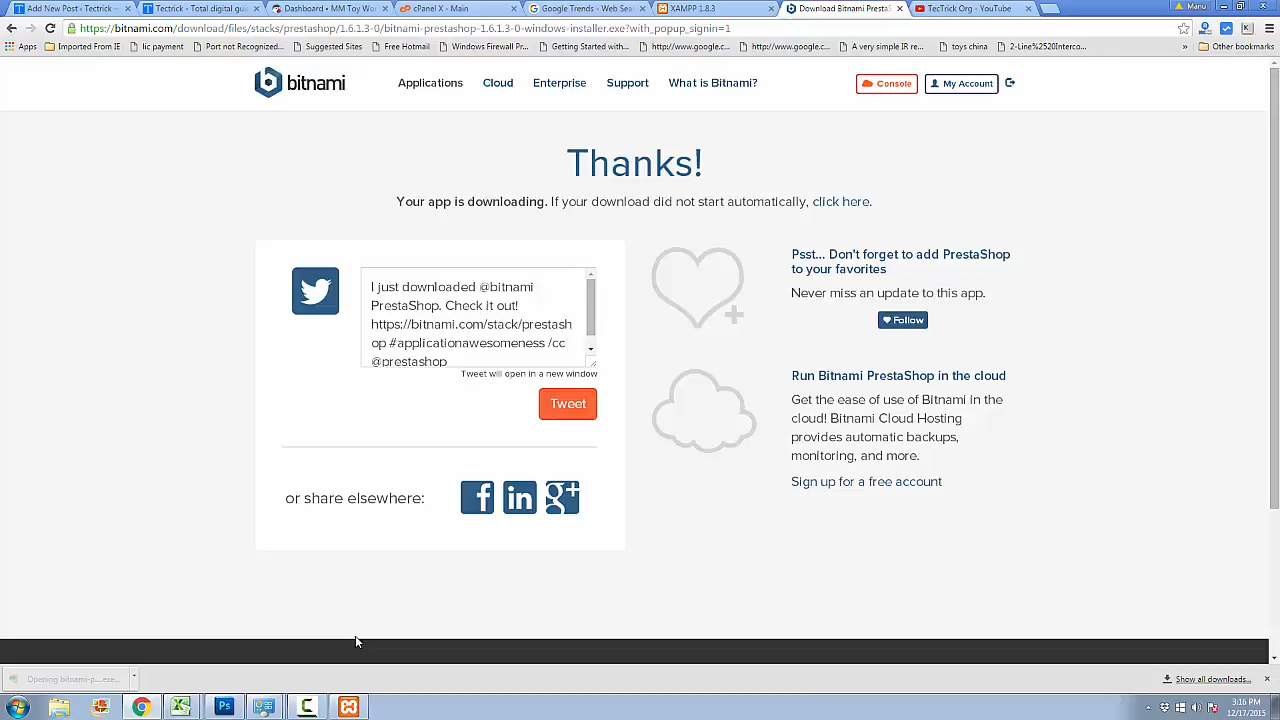 Add New Post ‹ Tectrick —
Tectrick - Total digital gui
Dashboard ‹ MM Toy Wor
cPanel X - Main
Google Trends - Web Sea
XAMPP 1.8.3
Download Bitnami Presta
TecTrick Org - YouTube
Manu
https://bitnami.com/download/files/stacks/prestashop/1.6.1.3-0/bitnami-prestashop-1.6.1.3-0-windows-installer.exe?with_popup_signin=1
Apps
Imported From IE
lic payment
Port not Recognized...
Suggested Sites
Free Hotmail
Windows Firewall Pr...
Getting Started with...
http://www.google.c...
http://www.google.c...
A very simple IR re...
toys china
2-Line%2520Interco...
»
Other bookmarks
bitnami
Applications
Cloud
Enterprise
Support
What is Bitnami?
Console
My Account
Thanks!
Your app is downloading. If your download did not start automatically, click here.
I just downloaded @bitnami
PrestaShop. Check it out!
https://bitnami.com/stack/prestash
op #applicationawesomeness /cc
@prestashop
Tweet will open in a new window
Tweet
or share elsewhere:
Psst... Don't forget to add PrestaShop
to your favorites
Never miss an update to this app.
Follow
Run Bitnami PrestaShop in the cloud
Get the ease of use of Bitnami in the
cloud! Bitnami Cloud Hosting
provides automatic backups,
monitoring, and more.
Sign up for a free account
Opening bitnami-p....exe...
Show all downloads...
3:16 PM
12/17/2015